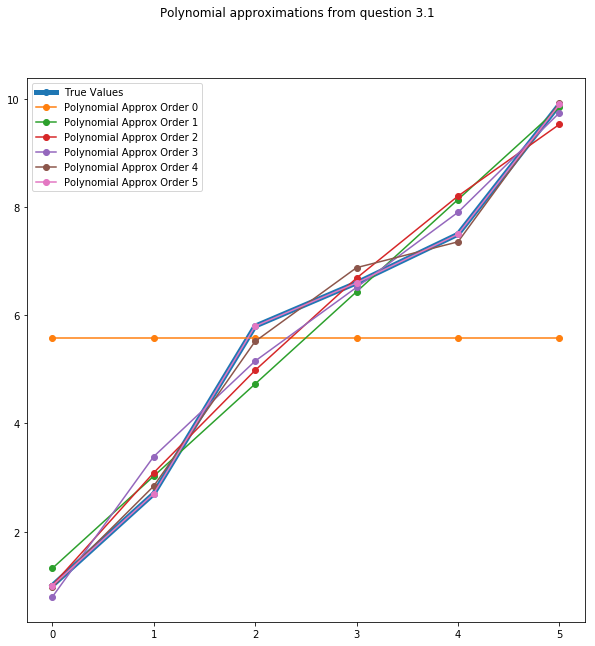 Polynomial approximations from question 3.1
True Values
Polynomial Approx Order 0
Polynomial Approx Order 1
Polynomial Approx Order 2
Polynomial Approx Order 3
Polynomial Approx Order 4
Polynomial Approx Order 5
10
8
6
4
2
0 1 2 3 4 5